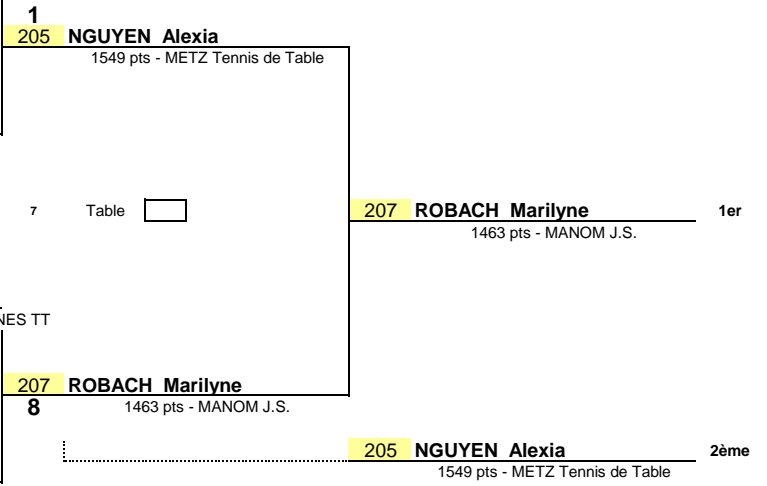 1
205 NGUYEN Alexia
1549 pts - METZ Tennis de Table
7 Table
207 ROBACH Marilyne 1er
1463 pts - MANOM J.S.
NES TT
207 ROBACH Marilyne
8 1463 pts - MANOM J.S.
205 NGUYEN Alexia 2ème
1549 pts - METZ Tennis de Table